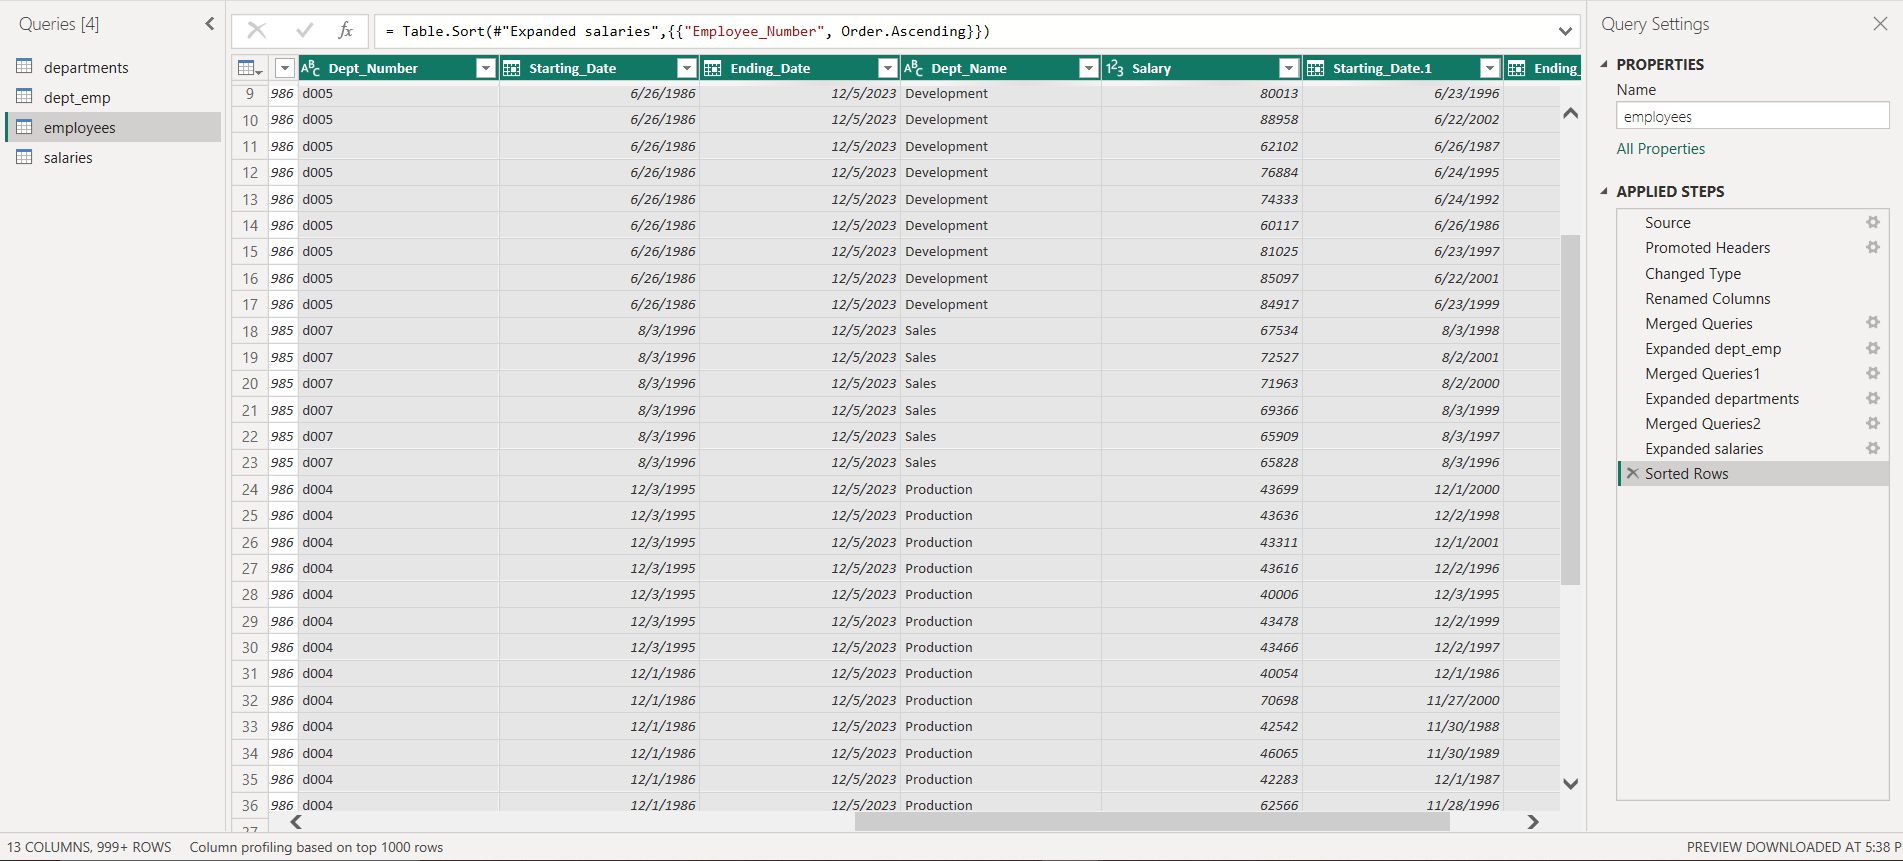 Queries [4]
departments
dept_emp
employees
salaries
fx = Table.Sort(#"Expanded salaries",{{"Employee_Number", Order.Ascending}})
ABC Dept_Number Starting_Date Ending_Date ABC Dept_Name 123 Salary Starting_Date.1 Ending_
9 986 d005 6/26/1986 12/5/2023 Development 80013 6/23/1996
10 986 d005 6/26/1986 12/5/2023 Development 88958 6/22/2002
11 986 d005 6/26/1986 12/5/2023 Development 62102 6/26/1987
12 986 d005 6/26/1986 12/5/2023 Development 76884 6/24/1995
13 986 d005 6/26/1986 12/5/2023 Development 74333 6/24/1992
14 986 d005 6/26/1986 12/5/2023 Development 60117 6/26/1986
15 986 d005 6/26/1986 12/5/2023 Development 81025 6/23/1997
16 986 d005 6/26/1986 12/5/2023 Development 85097 6/22/2001
17 986 d005 6/26/1986 12/5/2023 Development 84917 6/23/1999
18 985 d007 8/3/1996 12/5/2023 Sales 67534 8/3/1998
19 985 d007 8/3/1996 12/5/2023 Sales 72527 8/2/2001
20 985 d007 8/3/1996 12/5/2023 Sales 71963 8/2/2000
21 985 d007 8/3/1996 12/5/2023 Sales 69366 8/3/1999
22 985 d007 8/3/1996 12/5/2023 Sales 65909 8/3/1997
23 985 d007 8/3/1996 12/5/2023 Sales 65828 8/3/1996
24 986 d004 12/3/1995 12/5/2023 Production 43699 12/1/2000
25 986 d004 12/3/1995 12/5/2023 Production 43636 12/2/1998
26 986 d004 12/3/1995 12/5/2023 Production 43311 12/1/2001
27 986 d004 12/3/1995 12/5/2023 Production 43616 12/2/1996
28 986 d004 12/3/1995 12/5/2023 Production 40006 12/3/1995
29 986 d004 12/3/1995 12/5/2023 Production 43478 12/2/1999
30 986 d004 12/3/1995 12/5/2023 Production 43466 12/2/1997
31 986 d004 12/1/1986 12/5/2023 Production 40054 12/1/1986
32 986 d004 12/1/1986 12/5/2023 Production 70698 11/27/2000
33 986 d004 12/1/1986 12/5/2023 Production 42542 11/30/1988
34 986 d004 12/1/1986 12/5/2023 Production 46065 11/30/1989
35 986 d004 12/1/1986 12/5/2023 Production 42283 12/1/1987
36 986 d004 12/1/1986 12/5/2023 Production 62566 11/28/1996
37
Query Settings
PROPERTIES
Name
employees
All Properties
APPLIED STEPS
Source
Promoted Headers
Changed Type
Renamed Columns
Merged Queries
Expanded dept_emp
Merged Queries1
Expanded departments
Merged Queries2
Expanded salaries
Sorted Rows
13 COLUMNS, 999+ ROWS Column profiling based on top 1000 rows
PREVIEW DOWNLOADED AT 5:38 P